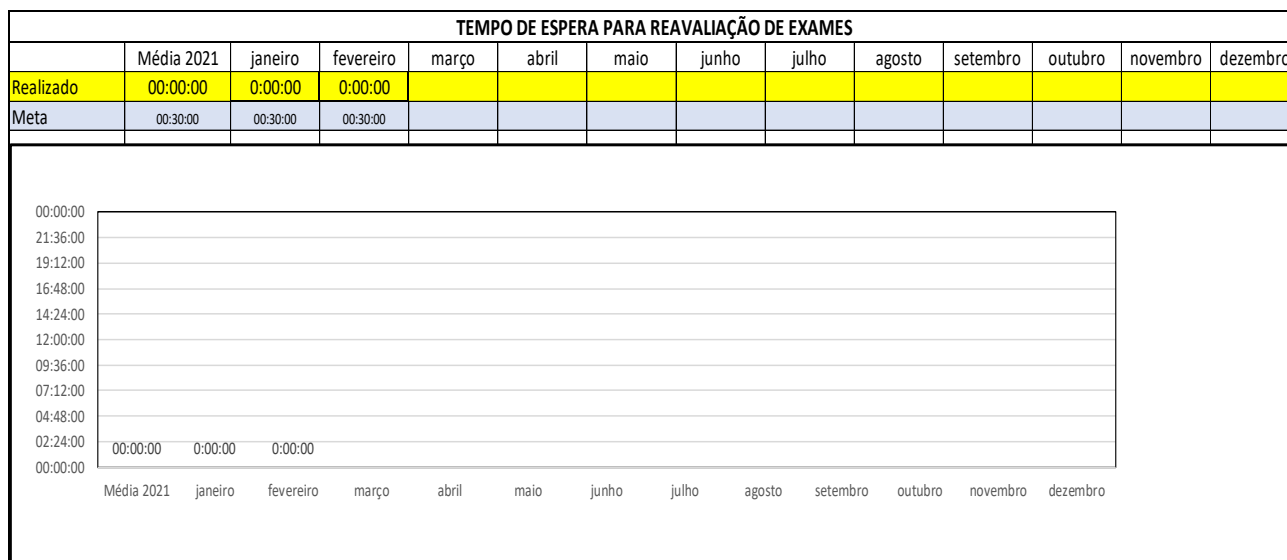 TEMPO DE ESPERA PARA REAVALIAÇÃO DE EXAMES
Média 2021 janeiro fevereiro março abril maio junho julho agosto setembro outubro novembro dezembro
Realizado 00:00:00 0:00:00 0:00:00
Meta 00:30:00 00:30:00 00:30:00
00:00:00
21:36:00
19:12:00
16:48:00
14:24:00
12:00:00
09:36:00
07:12:00
04:48:00
02:24:00
00:00:00 0:00:00 0:00:00
00:00:00
Média 2021 janeiro fevereiro março abril maio junho julho agosto setembro outubro novembro dezembro